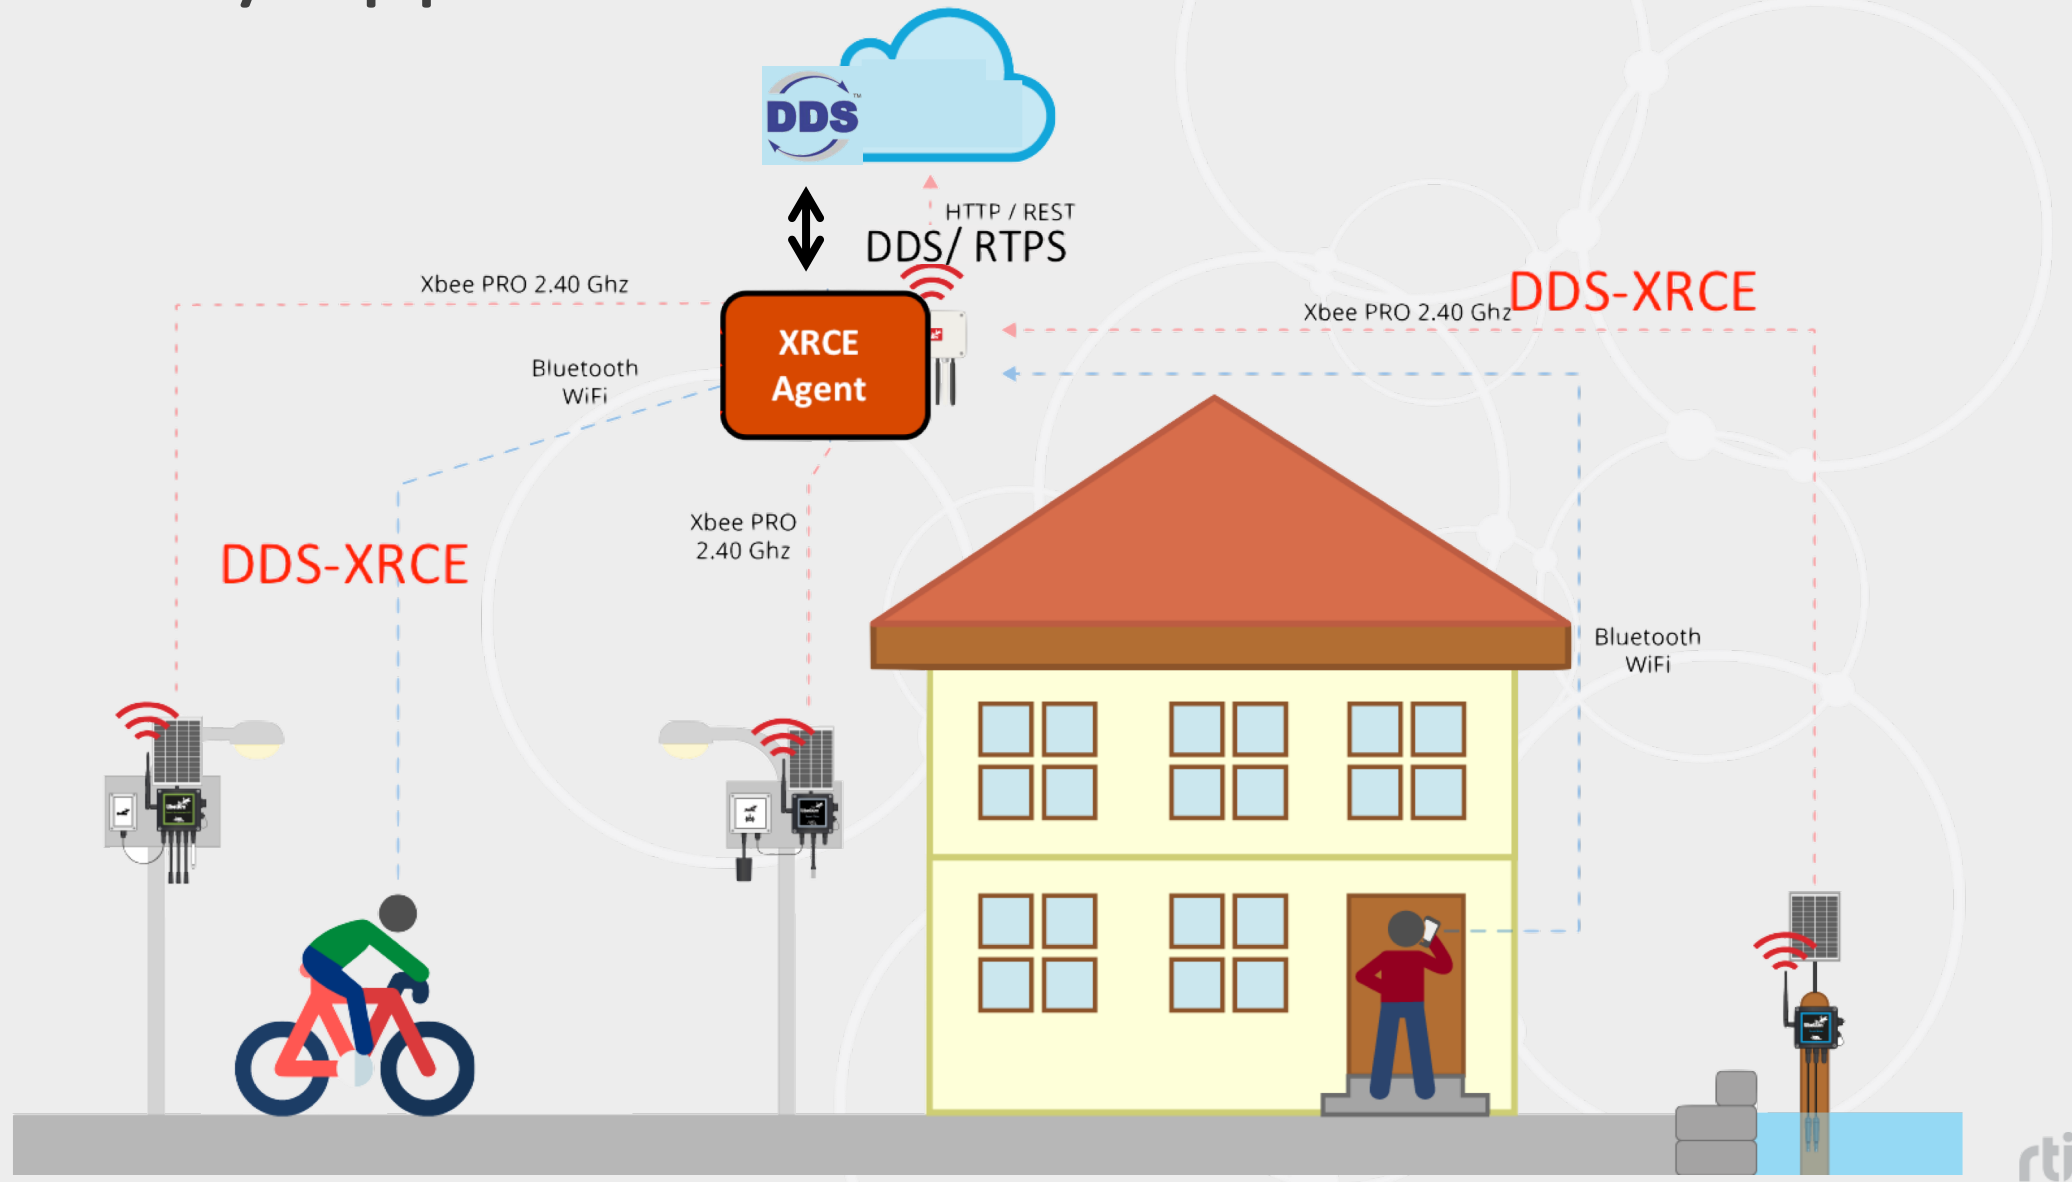 DDS™
HTTP / REST
DDS/ RTPS
Xbee PRO 2.40 Ghz
DDS-XRCE
Xbee PRO 2.40 Ghz
XRCE
Agent
Bluetooth
WiFi
Xbee PRO
2.40 Ghz
DDS-XRCE
Bluetooth
WiFi
rti